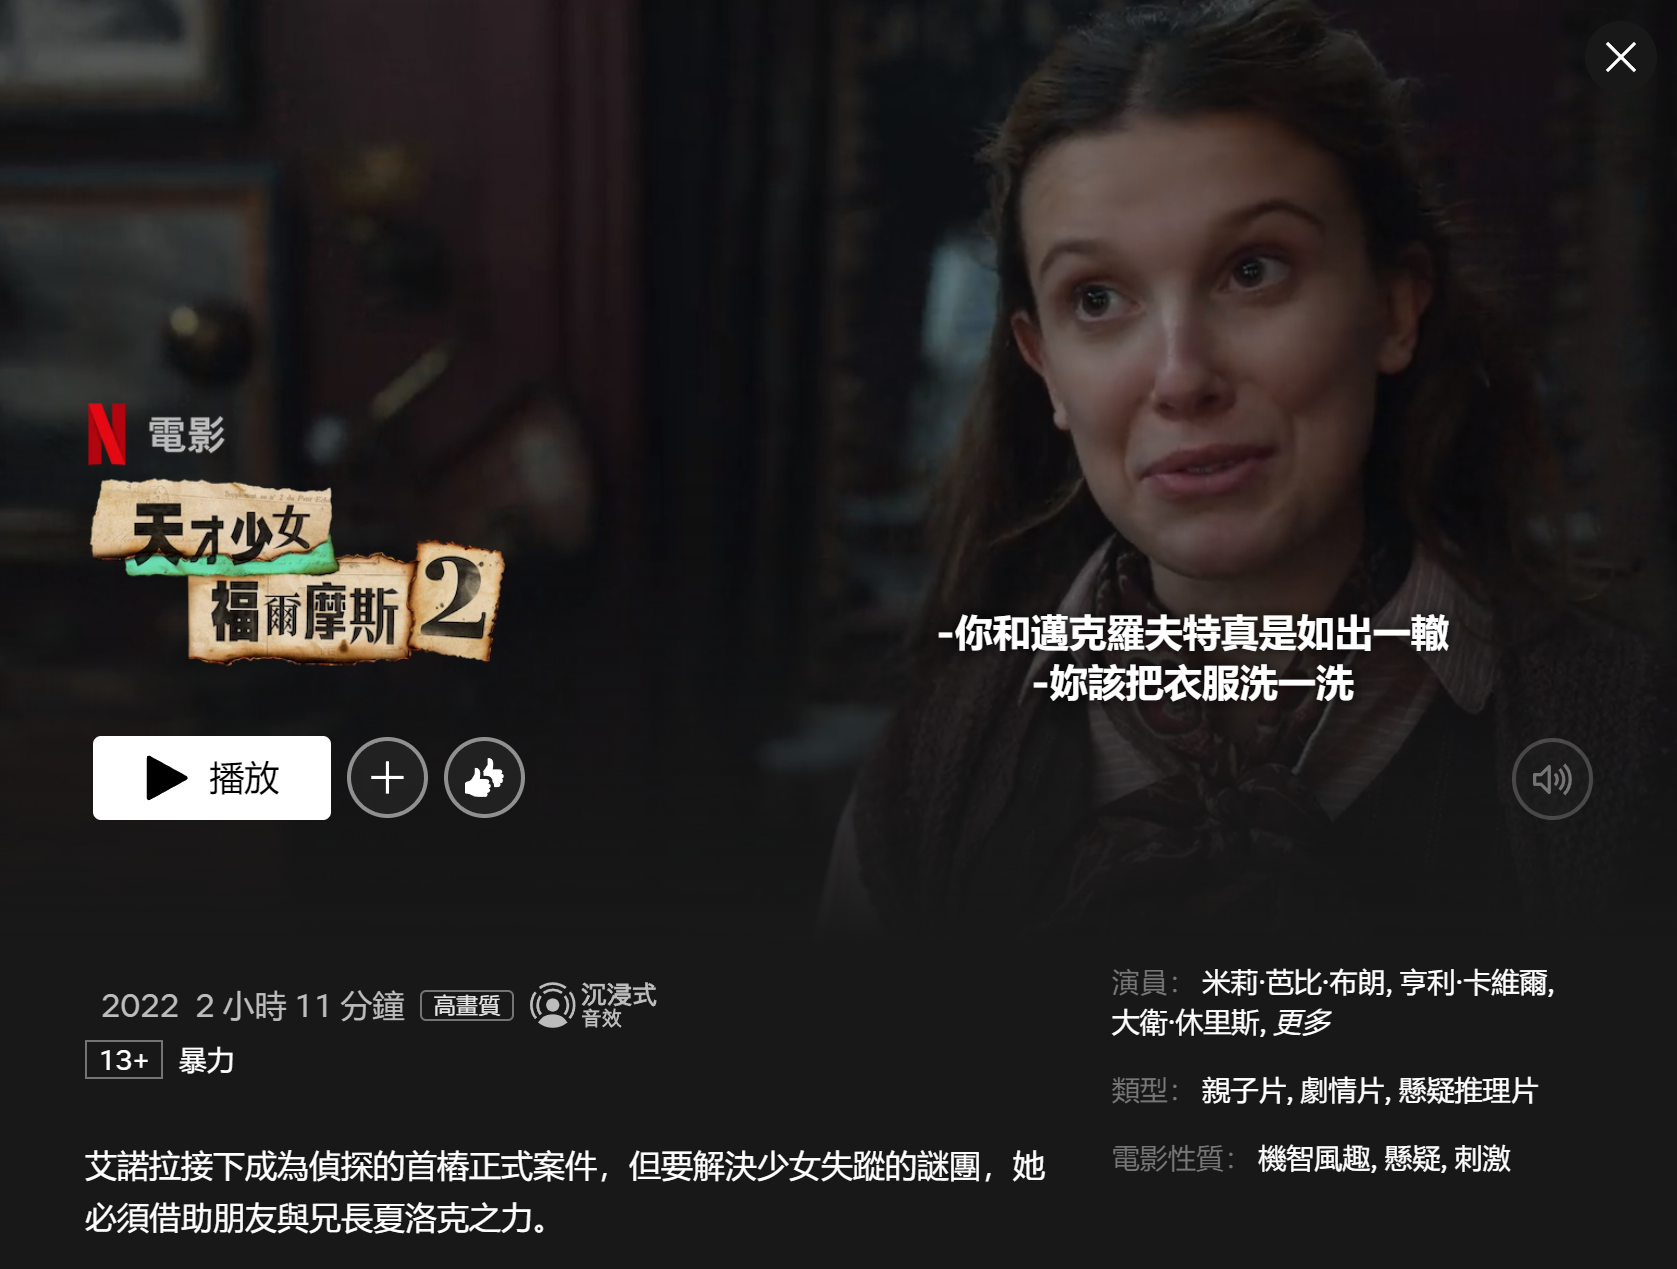 電影
天才少女
福爾摩斯 2
-你和邁克羅夫特真是如出一轍
-妳該把衣服洗一洗
播放
2022 2 小時 11 分鐘 高畫質 沉浸式
音效
13+ 暴力
艾諾拉接下成為偵探的首樁正式案件，但要解決少女失蹤的謎團，她
必須借助朋友與兄長夏洛克之力。
演員： 米莉·芭比·布朗, 亨利·卡維爾,
大衛·休里斯, 更多
類型： 親子片, 劇情片, 懸疑推理片
電影性質： 機智風趣, 懸疑, 刺激